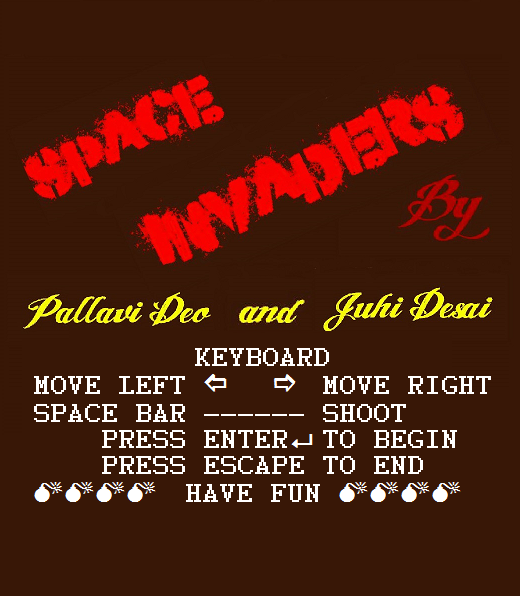 SPACE
INVADERS
By
Pallavi Deo and Juhi Desai
KEYBOARD
MOVE LEFT ⇦ ⇨ MOVE RIGHT
SPACE BAR ------ SHOOT
PRESS ENTER↵ TO BEGIN
PRESS ESCAPE TO END
💣💣💣💣 HAVE FUN 💣💣💣💣